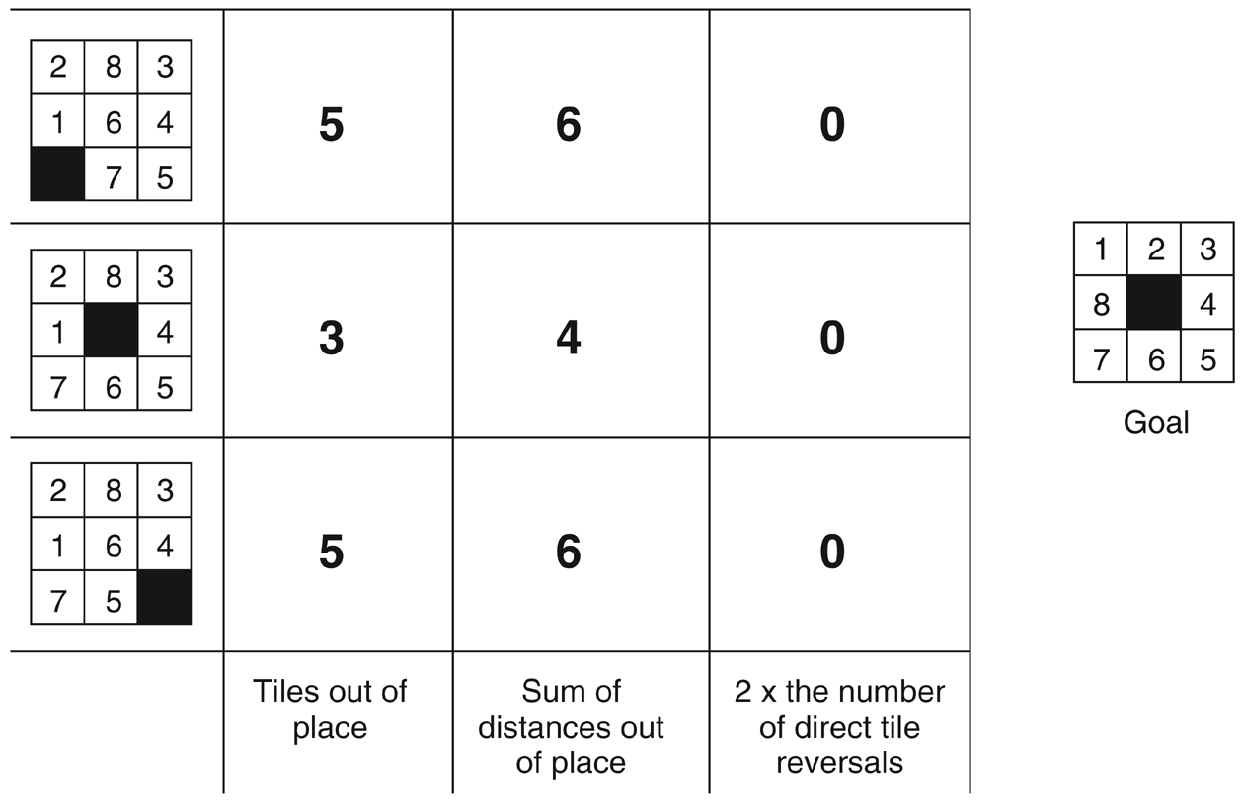 2 8 3
1 6 4
7 5
5 6 0
2 8 3
1 4
7 6 5
3 4 0
2 8 3
1 6 4
7 5
5 6 0
Tiles out of
place
Sum of
distances out
of place
2 x the number
of direct tile
reversals
1 2 3
8 4
7 6 5
Goal